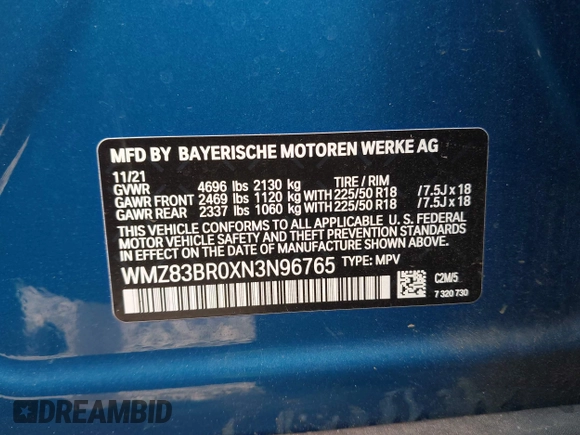 MFD BY BAYERISCHE MOTOREN WERKE AG
11/21
GVWR 4696 lbs 2130 kg TIRE / RIM
GAWR FRONT 2469 lbs 1120 kg WITH 225/50 R18 /7.5J x 18
GAWR REAR 2337 lbs 1060 kg WITH 225/50 R18 /7.5J x 18
THIS VEHICLE CONFORMS TO ALL APPLICABLE U. S. FEDERAL
MOTOR VEHICLE SAFETY AND THEFT PREVENTION STANDARDS
IN EFFECT ON THE DATE OF MANUFACTURE SHOWN ABOVE.
WMZ83BR0XN3N96765 TYPE: MPV
C2M/5
7 320 730
DREAMBID